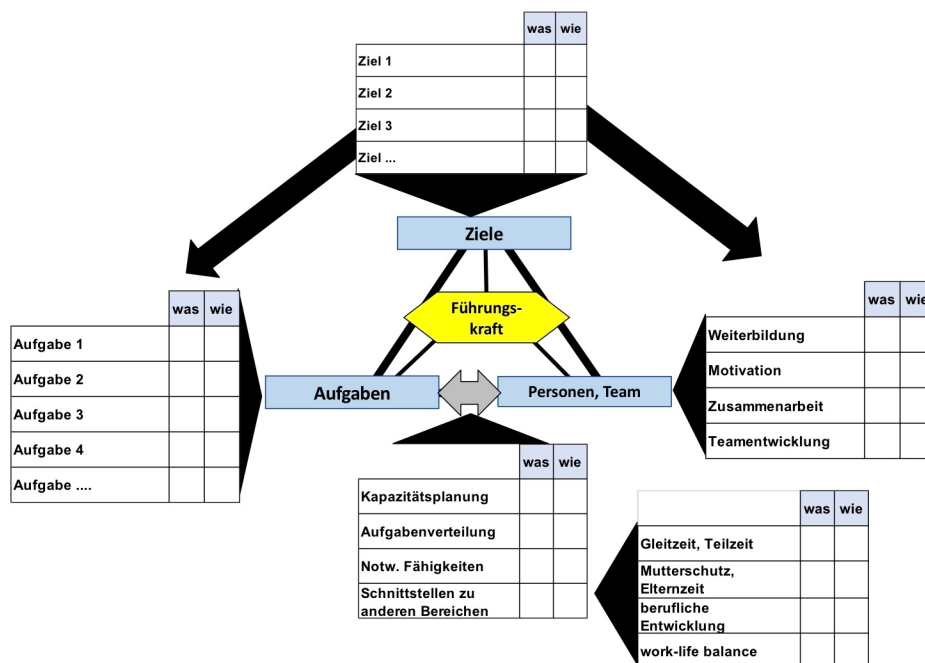 was wie
Ziel 1
Ziel 2
Ziel 3
Ziel ...
Ziele
Führungs-
kraft
Aufgaben
Personen, Team
was wie
Aufgabe 1
Aufgabe 2
Aufgabe 3
Aufgabe 4
Aufgabe ....
was wie
Weiterbildung
Motivation
Zusammenarbeit
Teamentwicklung
was wie
Kapazitätsplanung
Aufgabenverteilung
Notw. Fähigkeiten
Schnittstellen zu
anderen Bereichen
was wie
Gleitzeit, Teilzeit
Mutterschutz,
Elternzeit
berufliche
Entwicklung
work-life balance